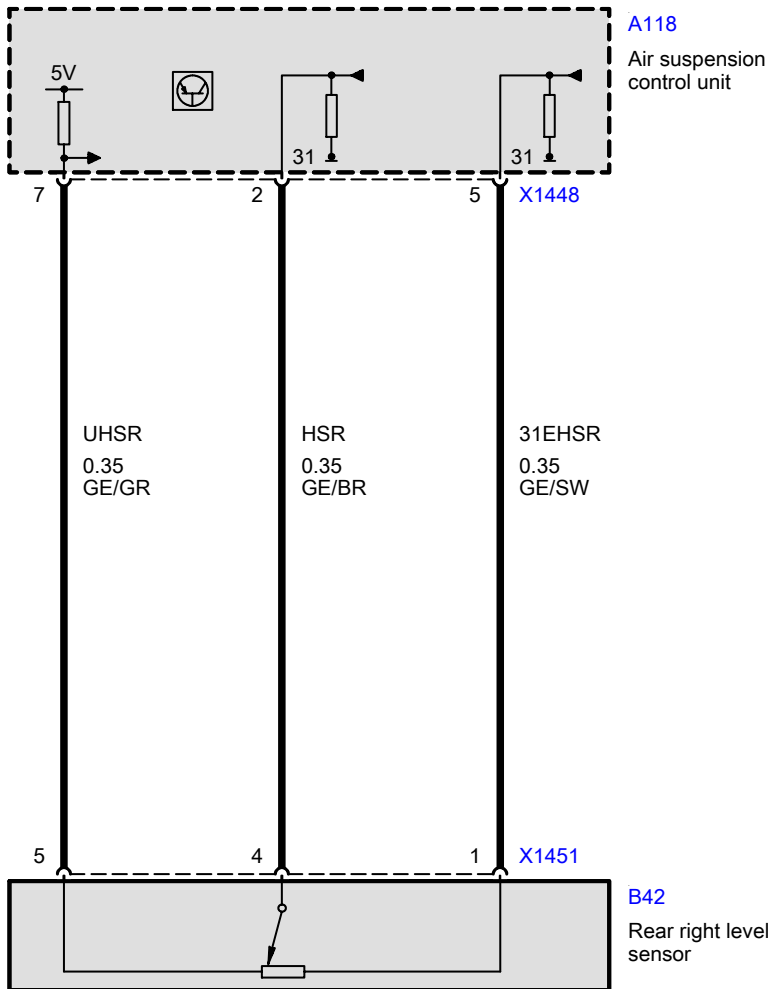 A118
Air suspension
control unit
5V
31
31
7
2
5
X1448
UHSR
0.35
GE/GR
HSR
0.35
GE/BR
31EHSR
0.35
GE/SW
5
4
1
X1451
B42
Rear right level
sensor